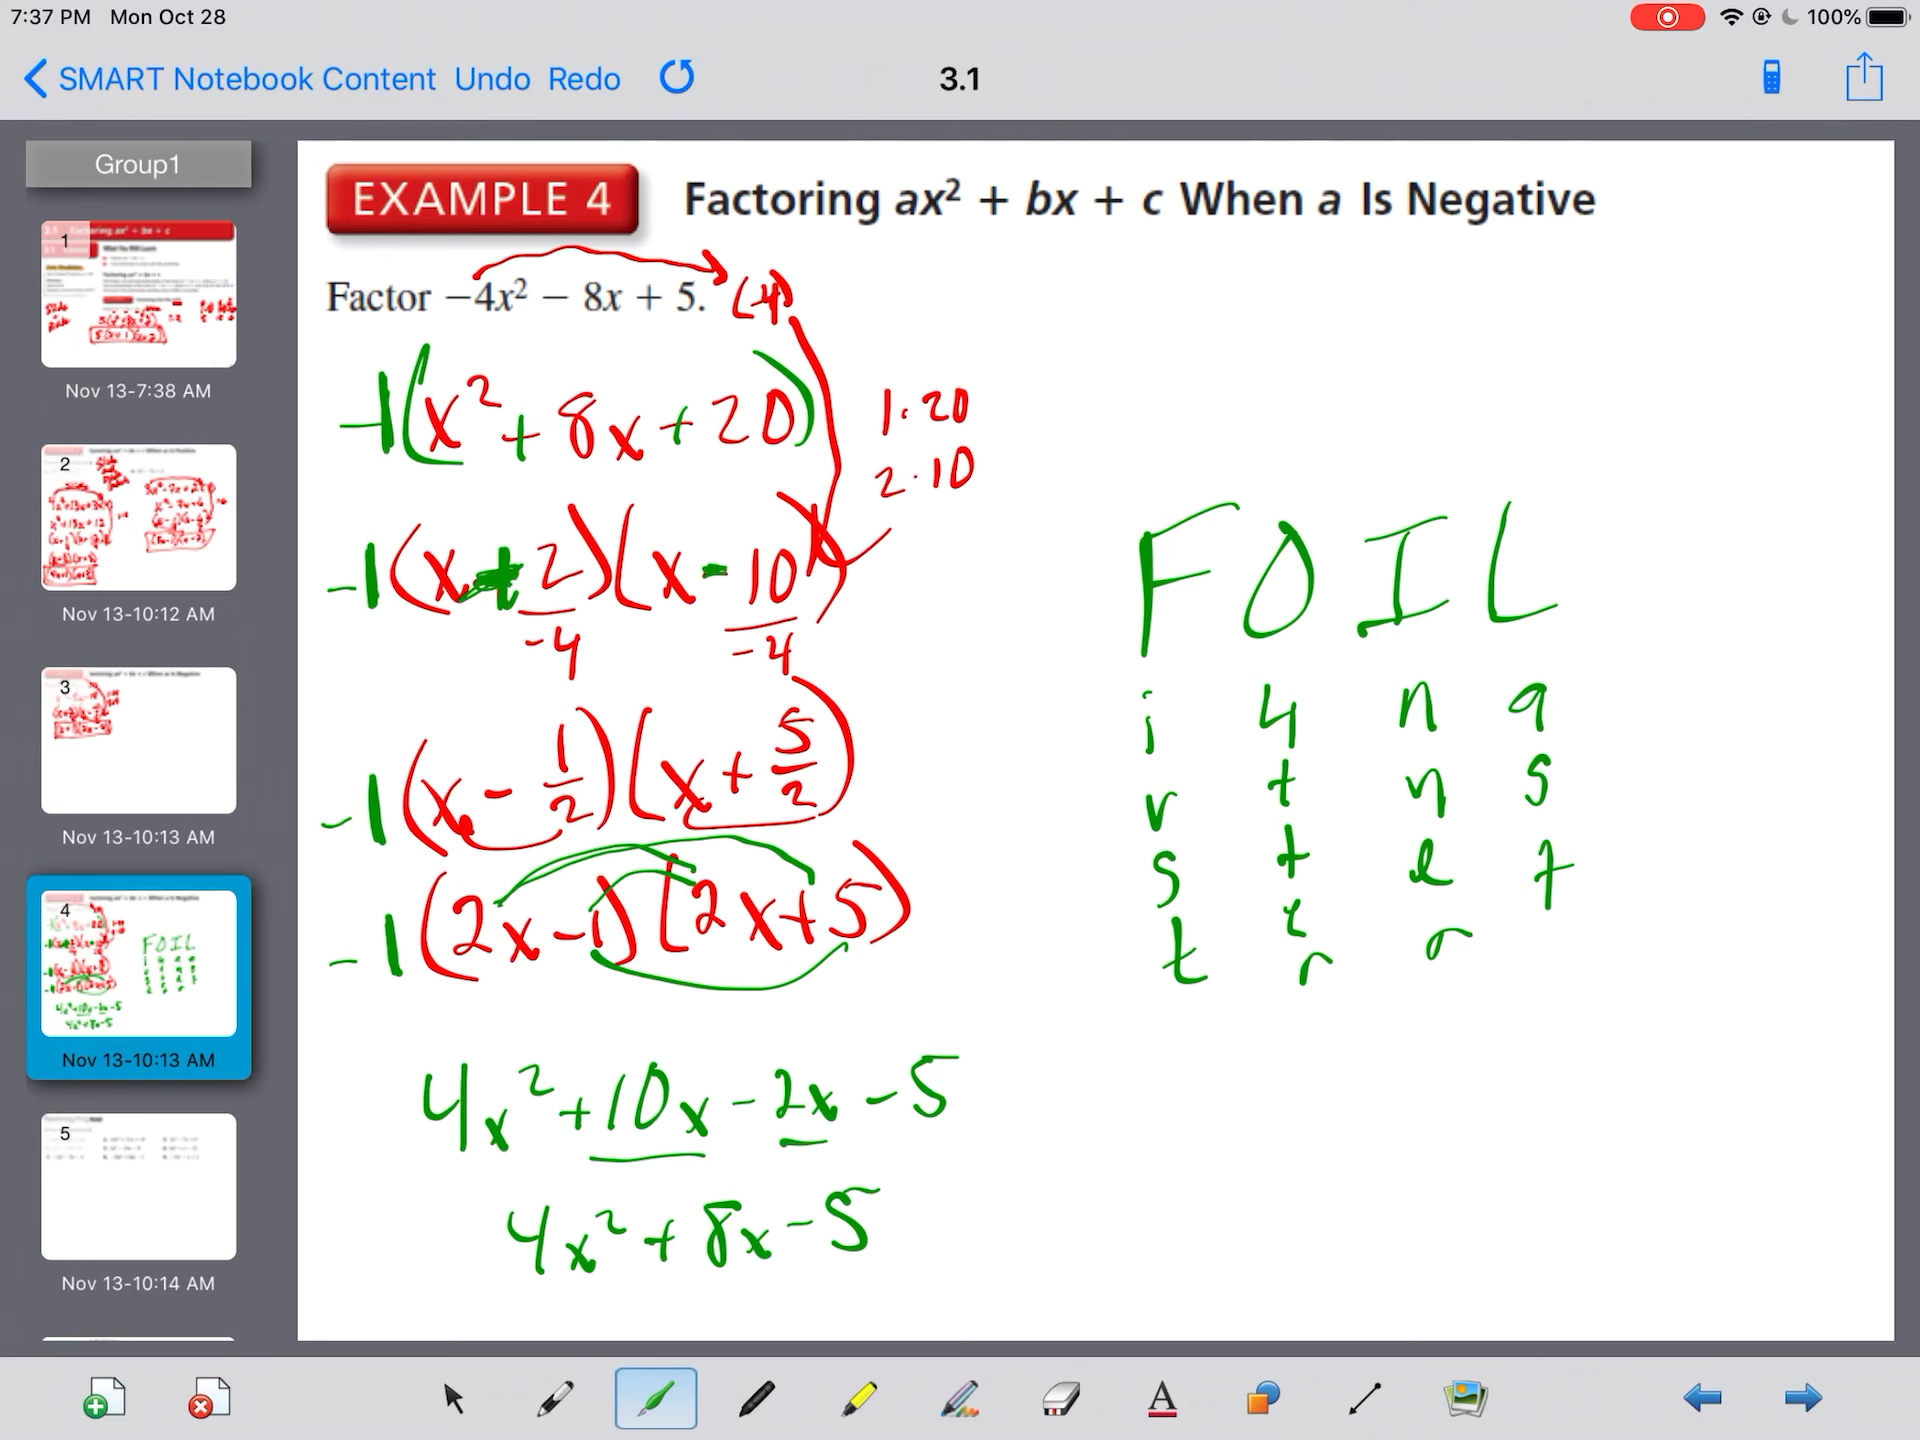 7:37 PM Mon Oct 28 100%
SMART Notebook Content Undo Redo 3.1
Group1
1
Nov 13-7:38 AM
2
Nov 13-10:12 AM
3
Nov 13-10:13 AM
4
Nov 13-10:13 AM
5
Nov 13-10:14 AM
EXAMPLE 4 Factoring ax² + bx + c When a Is Negative
Factor −4x² − 8x + 5. (-4)
-1(x² + 8x + 20)
1·20
2·10
-1(x + 2/-4)(x - 10/-4)
-1(x - 1/2)(x + 5/2)
-1(2x-1)(2x+5)
4x² + 10x - 2x - 5
4x² + 8x - 5
F O I L
i u n a
r t n s
s t e t
t e r
r
A